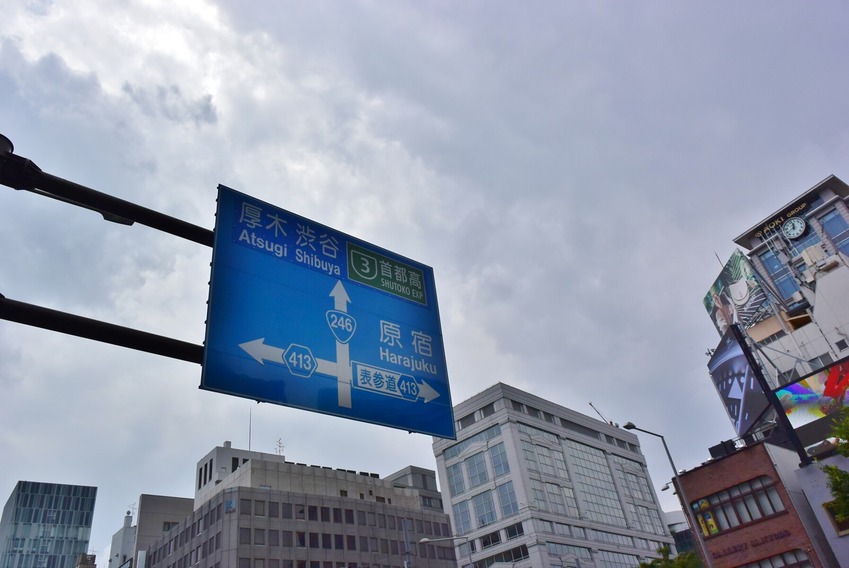 厚木 渋谷
Atsugi Shibuya
3 首都高
SHUTOKO EXP
246
原宿
Harajuku
413
表参道 413
AOKI GROUP